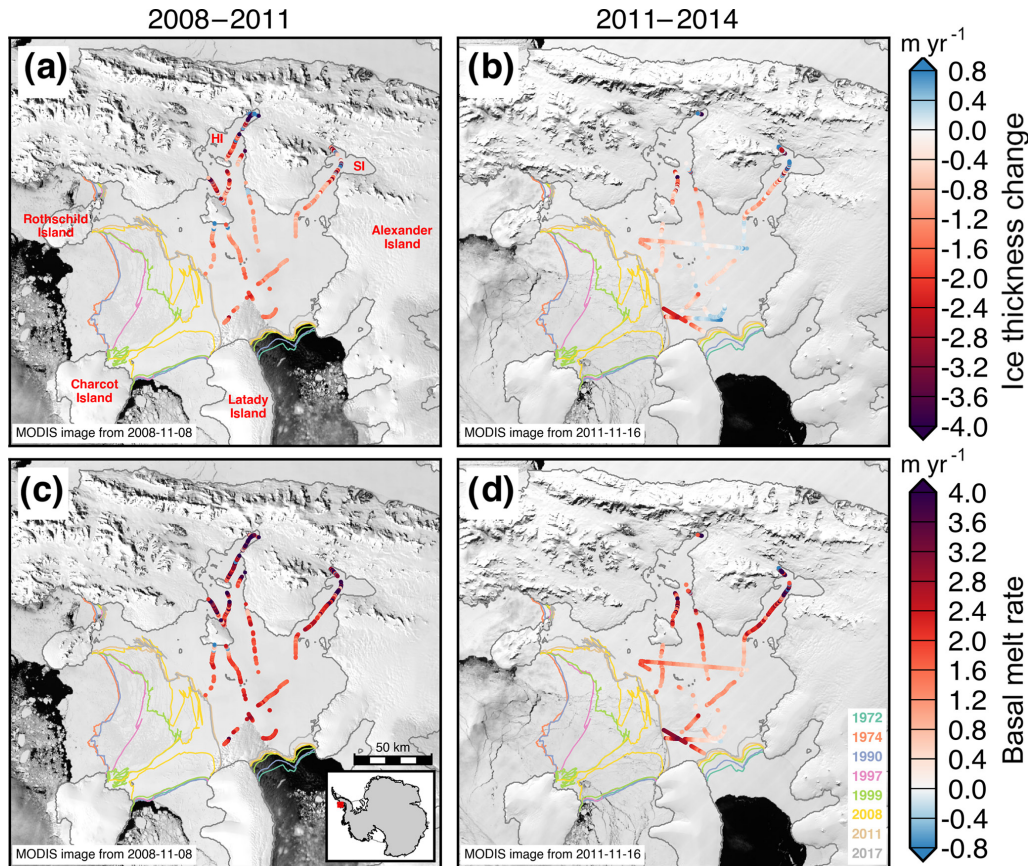 2008–2011
2011–2014
(a)
HI
SI
Rothschild
Island
Alexander
Island
Charcot
Island
Latady
Island
MODIS image from 2008-11-08
(b)
MODIS image from 2011-11-16
m yr⁻¹
0.8
0.4
0.0
-0.4
-0.8
-1.2
-1.6
-2.0
-2.4
-2.8
-3.2
-3.6
-4.0
Ice thickness change
(c)
50 km
MODIS image from 2008-11-08
(d)
1972
1974
1990
1997
1999
2008
2011
2017
MODIS image from 2011-11-16
m yr⁻¹
4.0
3.6
3.2
2.8
2.4
2.0
1.6
1.2
0.8
0.4
0.0
-0.4
-0.8
Basal melt rate